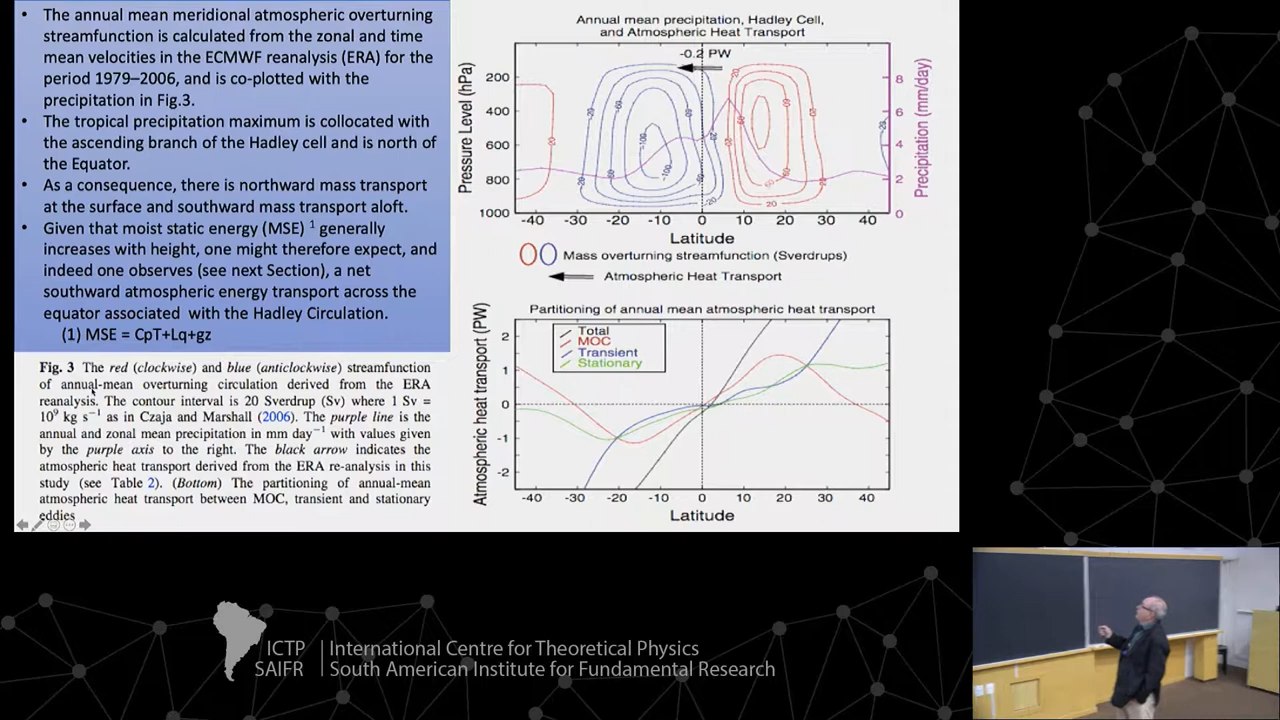 • The annual mean meridional atmospheric overturning
streamfunction is calculated from the zonal and time
mean velocities in the ECMWF reanalysis (ERA) for the
period 1979–2006, and is co-plotted with the
precipitation in Fig.3.
• The tropical precipitation maximum is collocated with
the ascending branch of the Hadley cell and is north of
the Equator.
• As a consequence, there is northward mass transport
at the surface and southward mass transport aloft.
• Given that moist static energy (MSE) 1 generally
increases with height, one might therefore expect, and
indeed one observes (see next Section), a net
southward atmospheric energy transport across the
equator associated with the Hadley Circulation.
(1) MSE = CpT+Lq+gz
Fig. 3 The red (clockwise) and blue (anticlockwise) streamfunction
of annual-mean overturning circulation derived from the ERA
reanalysis. The contour interval is 20 Sverdrup (Sv) where 1 Sv =
10⁹ kg s⁻¹ as in Czaja and Marshall (2006). The purple line is the
annual and zonal mean precipitation in mm day⁻¹ with values given
by the purple axis to the right. The black arrow indicates the
atmospheric heat transport derived from the ERA re-analysis in this
study (see Table 2). (Bottom) The partitioning of annual-mean
atmospheric heat transport between MOC, transient and stationary
eddies
Annual mean precipitation, Hadley Cell,
and Atmospheric Heat Transport
-0.2 PW
Pressure Level (hPa)
200
400
600
800
1000
Precipitation (mm/day)
8
6
4
2
0
-40 -30 -20 -10 0 10 20 30 40
Latitude
Mass overturning streamfunction (Sverdrups)
Atmospheric Heat Transport
Partitioning of annual mean atmospheric heat transport
Total
MOC
Transient
Stationary
Atmospheric heat transport (PW)
2
1
0
-1
-2
-40 -30 -20 -10 0 10 20 30 40
Latitude
ICTP
SAIFR
International Centre for Theoretical Physics
South American Institute for Fundamental Research